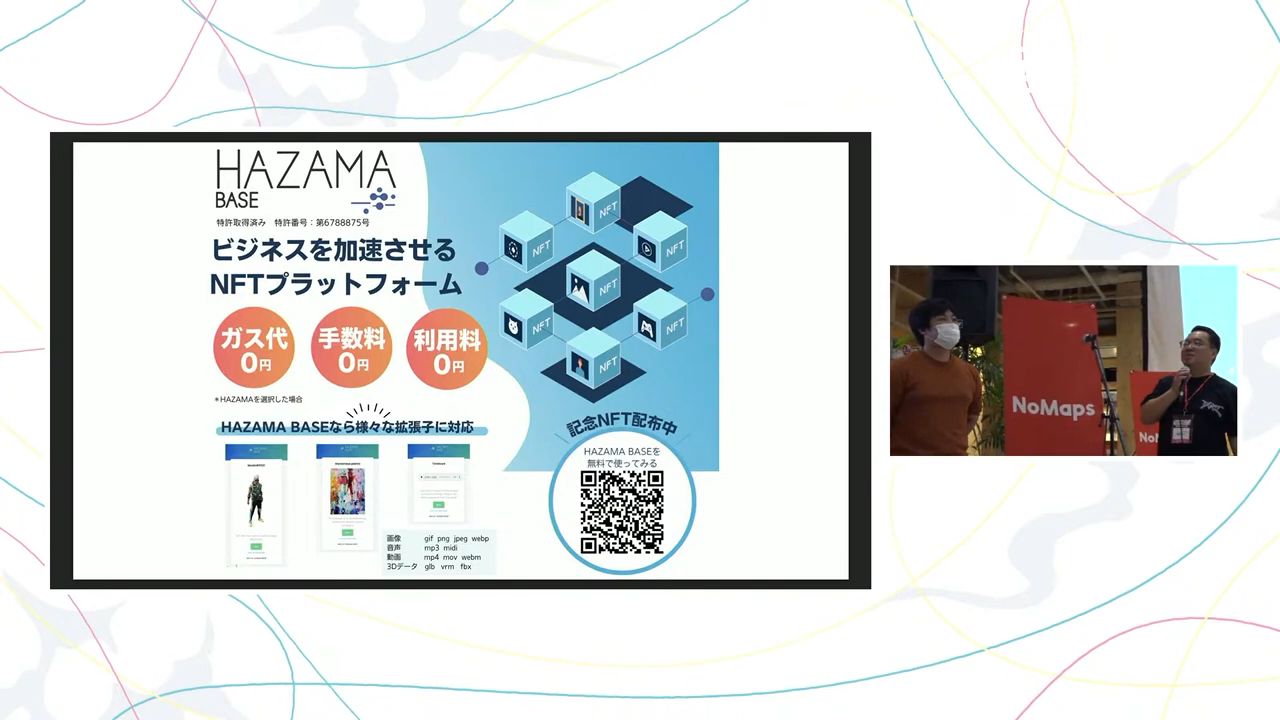 HAZAMA
BASE
特許取得済み 特許番号：第6788875号
ビジネスを加速させる
NFTプラットフォーム
ガス代
0円
手数料
0円
利用料
0円
＊HAZAMAを選択した場合
HAZAMA BASEなら様々な拡張子に対応
画像 gif png jpeg webp
音声 mp3 midi
動画 mp4 mov webm
3Dデータ glb vrm fbx
NFT
NFT
NFT
NFT
NFT
NFT
NFT
記念NFT配布中
HAZAMA BASEを
無料で使ってみる
NoMaps
NoM